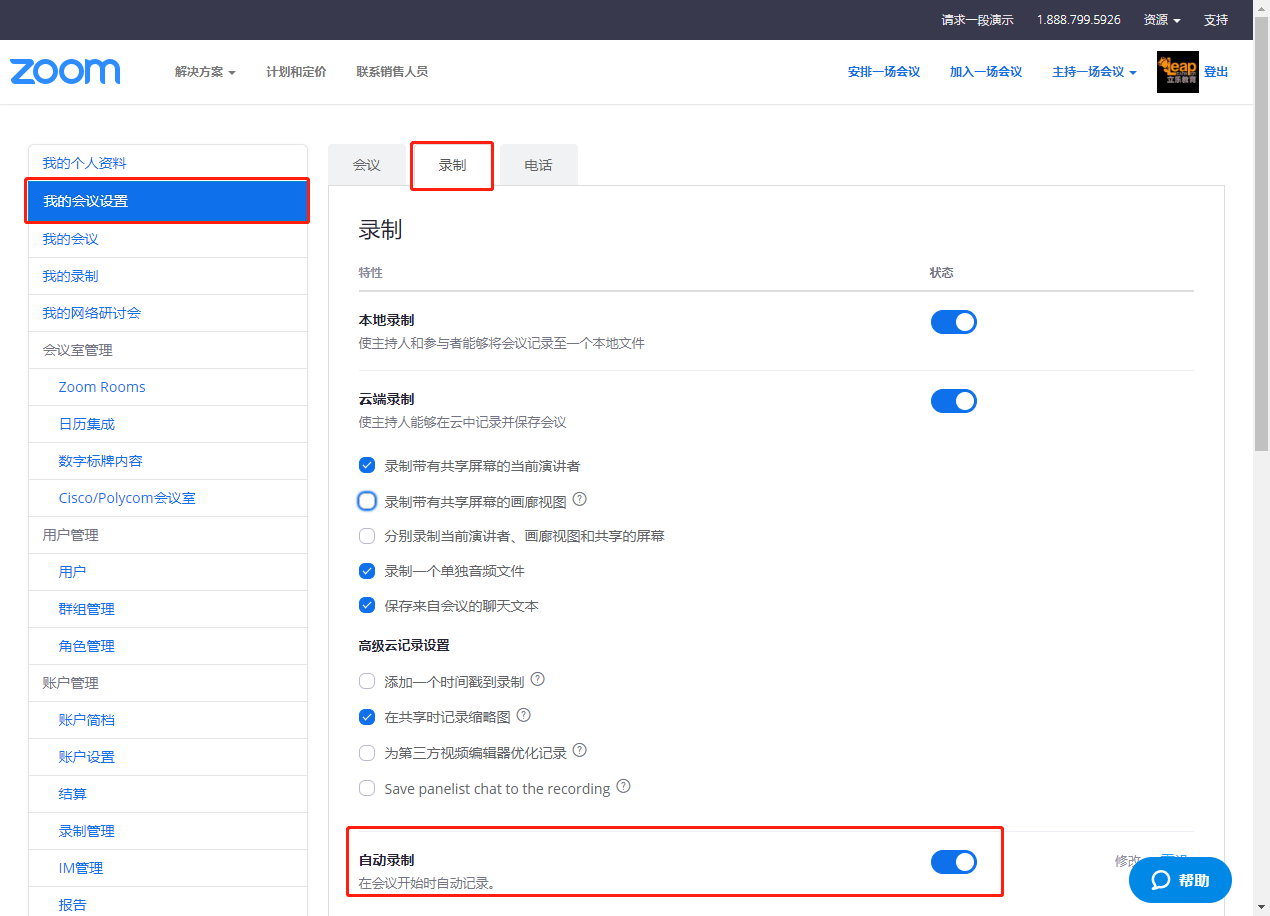 请求一段演示 1.888.799.5926 资源 支持
zoom 解决方案 计划和定价 联系销售人员 安排一场会议 加入一场会议 主持一场会议 leap 立乐教育 登出
我的个人资料
我的会议设置
我的会议
我的录制
我的网络研讨会
会议室管理
Zoom Rooms
日历集成
数字标牌内容
Cisco/Polycom会议室
用户管理
用户
群组管理
角色管理
账户管理
账户简档
账户设置
结算
录制管理
IM管理
报告
会议 录制 电话
录制
特性 状态
本地录制
使主持人和参与者能够将会议记录至一个本地文件
云端录制
使主持人能够在云中记录并保存会议
录制带有共享屏幕的当前演讲者
录制带有共享屏幕的画廊视图
分别录制当前演讲者、画廊视图和共享的屏幕
录制一个单独音频文件
保存来自会议的聊天文本
高级云记录设置
添加一个时间戳到录制
在共享时记录缩略图
为第三方视频编辑器优化记录
Save panelist chat to the recording
自动录制
在会议开始时自动记录。
修改
帮助